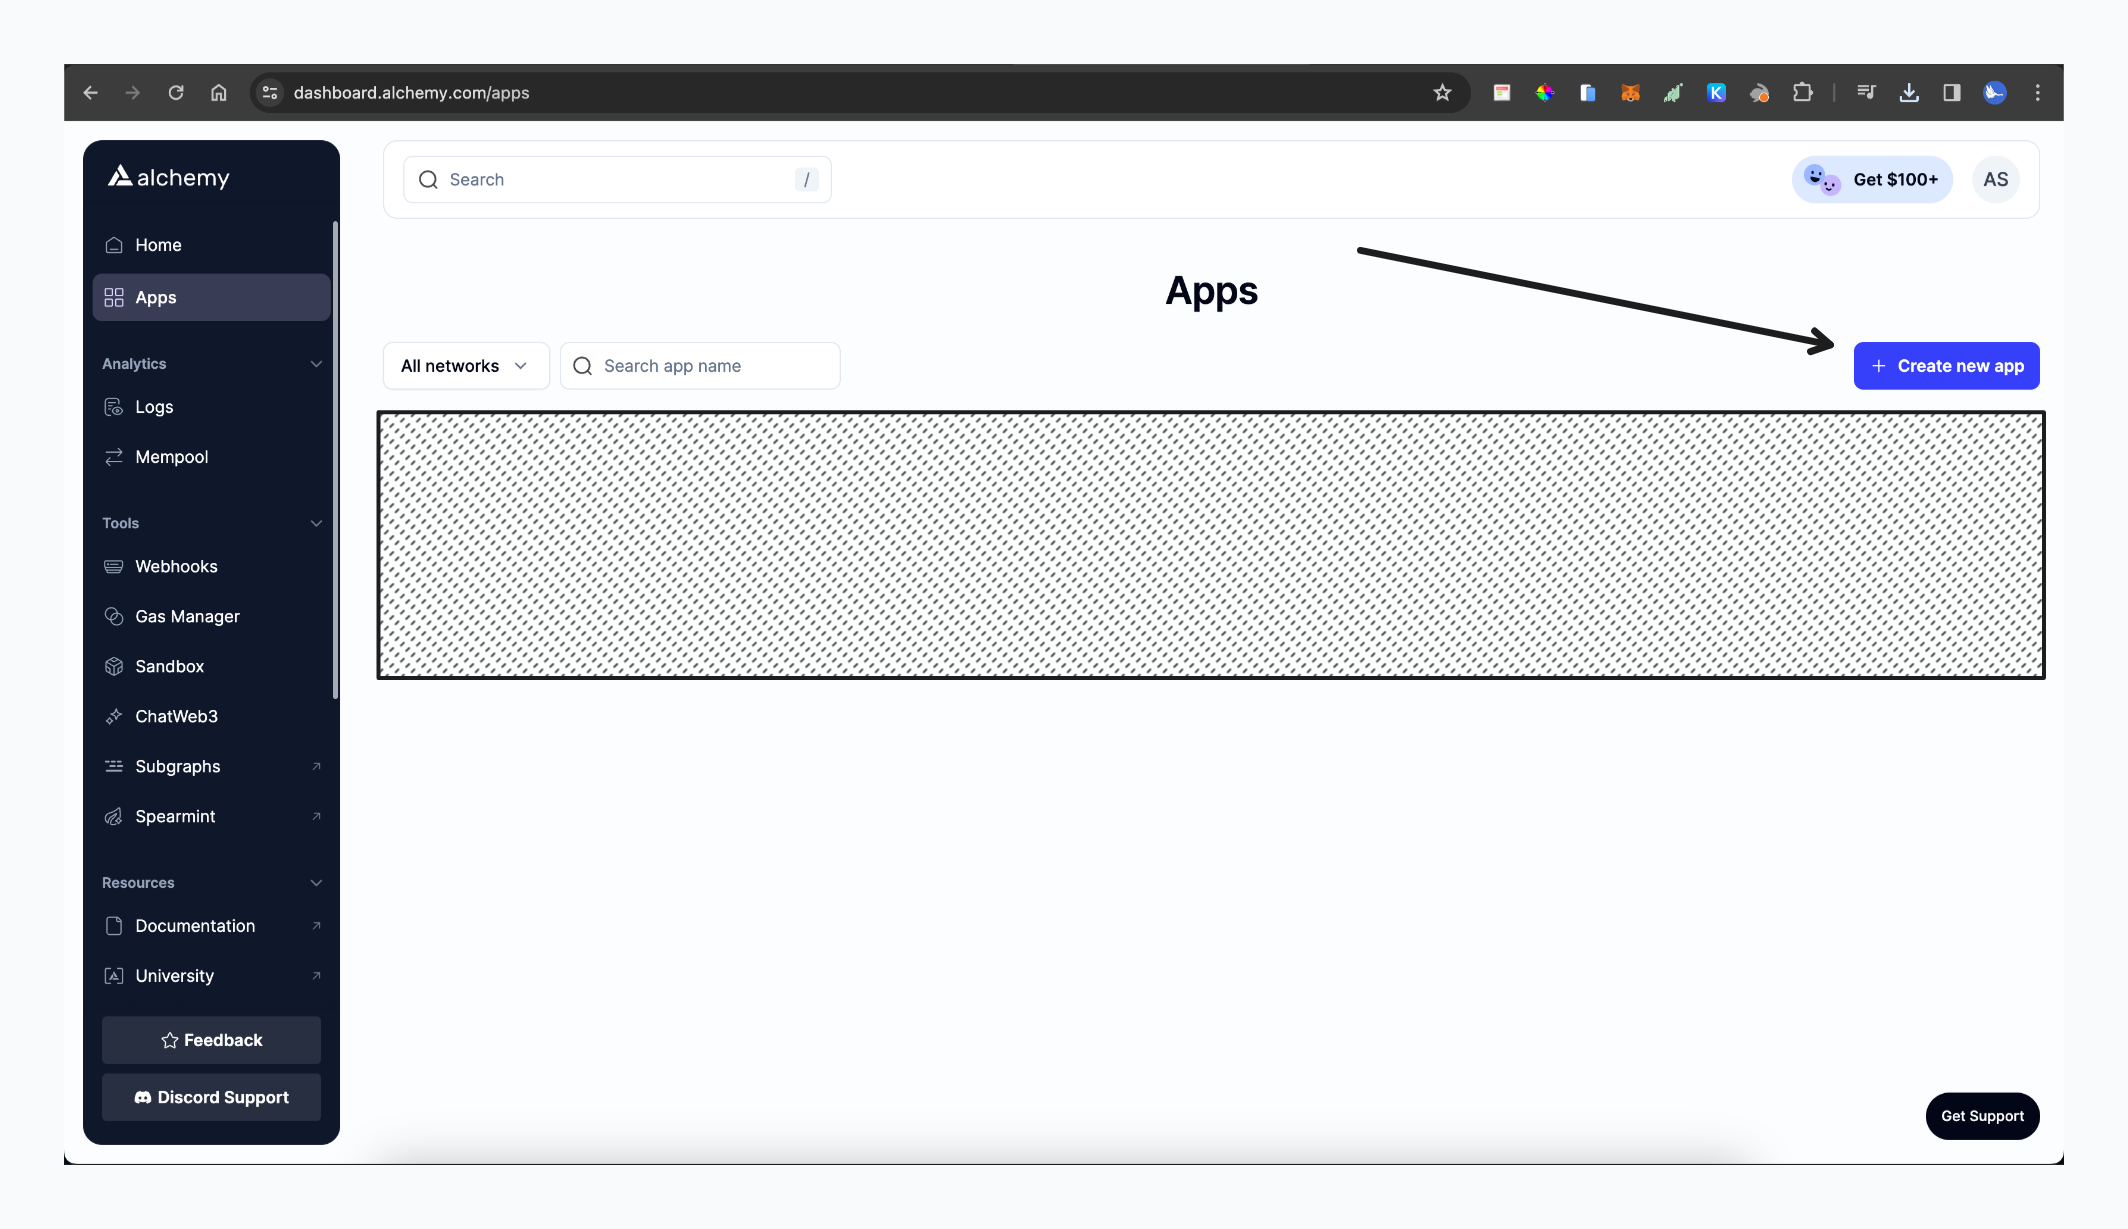 dashboard.alchemy.com/apps
K
alchemy
Search
/
Get $100+
AS
Home
Apps
Analytics
Logs
Mempool
Tools
Webhooks
Gas Manager
Sandbox
ChatWeb3
Subgraphs
Spearmint
Resources
Documentation
University
Feedback
Discord Support
Apps
All networks
Search app name
+ Create new app
Get Support